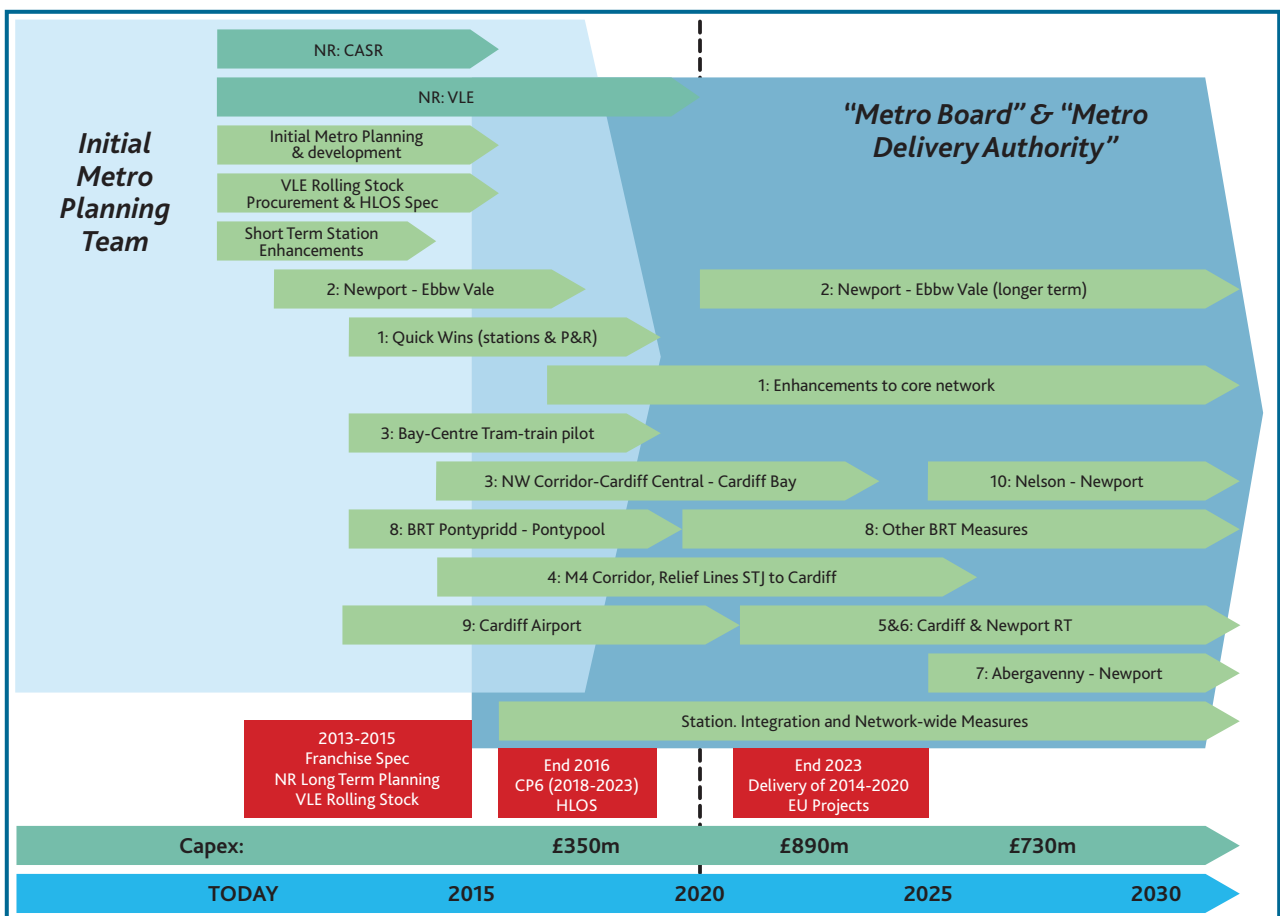 NR: CASR
NR: VLE
Initial
Metro
Planning
Team
“Metro Board” & “Metro
Delivery Authority”
Initial Metro Planning
& development
VLE Rolling Stock
Procurement & HLOS Spec
Short Term Station
Enhancements
2: Newport - Ebbw Vale
2: Newport - Ebbw Vale (longer term)
1: Quick Wins (stations & P&R)
1: Enhancements to core network
3: Bay-Centre Tram-train pilot
3: NW Corridor-Cardiff Central - Cardiff Bay
10: Nelson - Newport
8: BRT Pontypridd - Pontypool
8: Other BRT Measures
4: M4 Corridor, Relief Lines STJ to Cardiff
9: Cardiff Airport
5&6: Cardiff & Newport RT
7: Abergavenny - Newport
Station. Integration and Network-wide Measures
2013-2015
Franchise Spec
NR Long Term Planning
VLE Rolling Stock
End 2016
CP6 (2018-2023)
HLOS
End 2023
Delivery of 2014-2020
EU Projects
Capex: £350m £890m £730m
TODAY 2015 2020 2025 2030